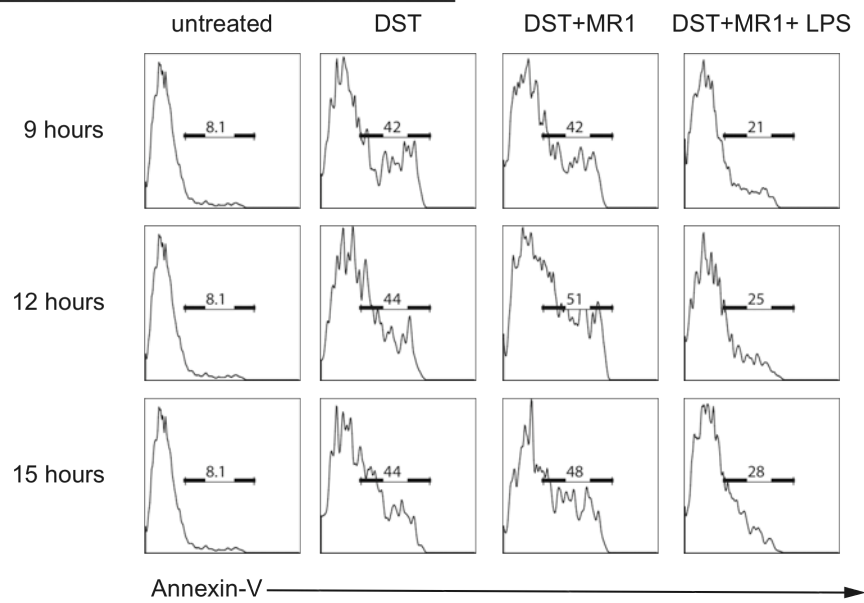 untreated DST DST+MR1 DST+MR1+ LPS
9 hours 8.1 42 42 21
12 hours 8.1 44 51 25
15 hours 8.1 44 48 28
Annexin-V